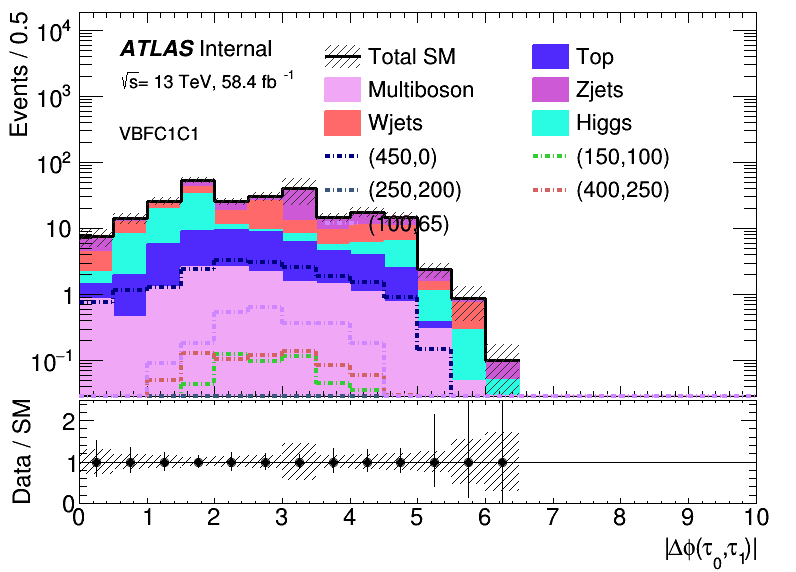 Events / 0.5
10⁴
10³
10²
10
1
10⁻¹
ATLAS Internal
√s= 13 TeV, 58.4 fb ⁻¹
VBFC1C1
Total SM
Top
Multiboson
Zjets
Wjets
Higgs
(450,0)
(150,100)
(250,200)
(400,250)
(100,65)
Data / SM
2
1
0
0 1 2 3 4 5 6 7 8 9 10
|Δϕ(τ₀,τ₁)|